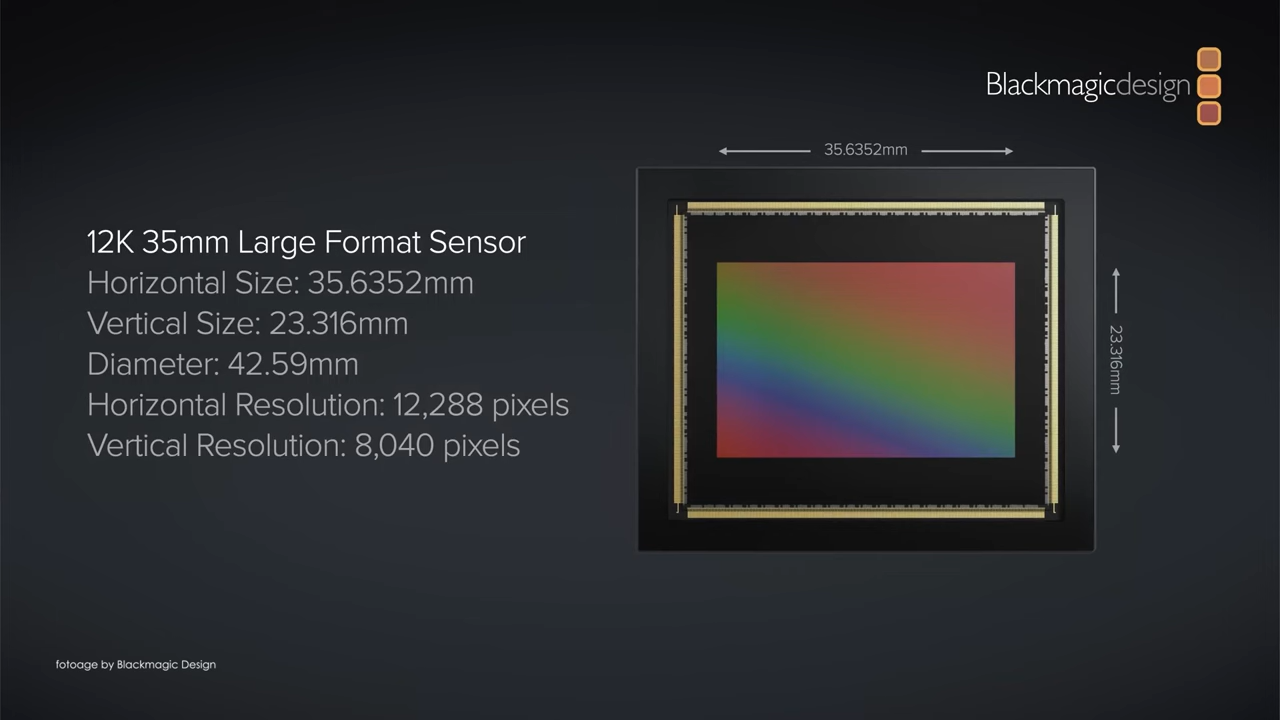 Blackmagicdesign
35.6352mm
12K 35mm Large Format Sensor
Horizontal Size: 35.6352mm
Vertical Size: 23.316mm
Diameter: 42.59mm
Horizontal Resolution: 12,288 pixels
Vertical Resolution: 8,040 pixels
23.316mm
fotoage by Blackmagic Design